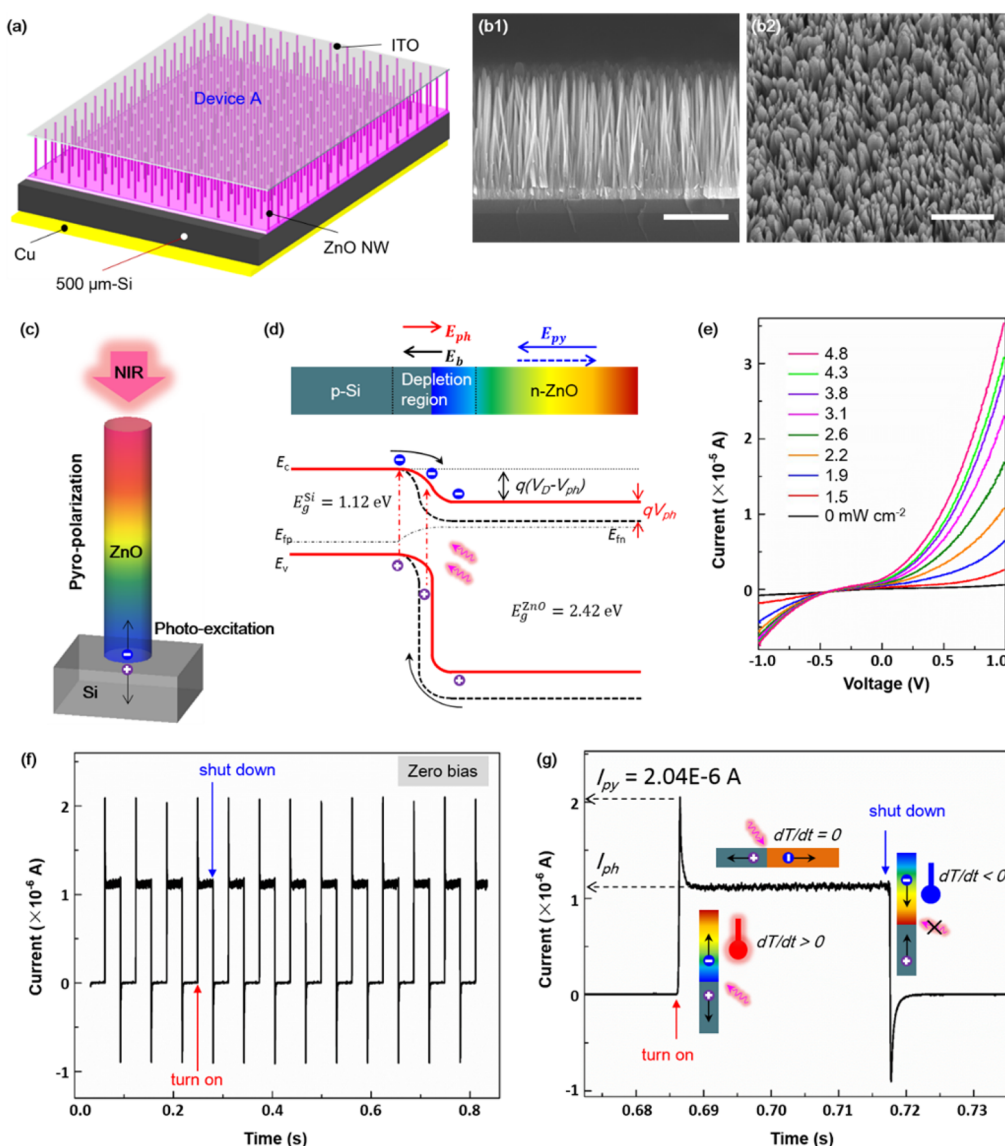 (a)
ITO
Device A
Cu
500 µm-Si
ZnO NW
(b1)
(b2)
(c)
NIR
Pyro-polarization
ZnO
Photo-excitation
Si
(d)
E_ph
E_b
E_py
p-Si
Depletion
region
n-ZnO
E_c
E_g^Si = 1.12 eV
q(V_D-V_ph)
qV_ph
E_fp
E_fn
E_v
E_g^ZnO = 2.42 eV
(e)
Current (×10⁻⁵ A)
3
2
1
0
4.8
4.3
3.8
3.1
2.6
2.2
1.9
1.5
0 mW cm⁻²
-1.0 -0.5 0.0 0.5 1.0
Voltage (V)
(f)
shut down
Zero bias
Current (×10⁻⁶ A)
2
1
0
-1
turn on
0.0 0.2 0.4 0.6 0.8
Time (s)
(g)
I_py = 2.04E-6 A
shut down
dT/dt = 0
I_ph
dT/dt < 0
dT/dt > 0
Current (×10⁻⁶ A)
2
1
0
-1
turn on
0.68 0.69 0.70 0.71 0.72 0.73
Time (s)